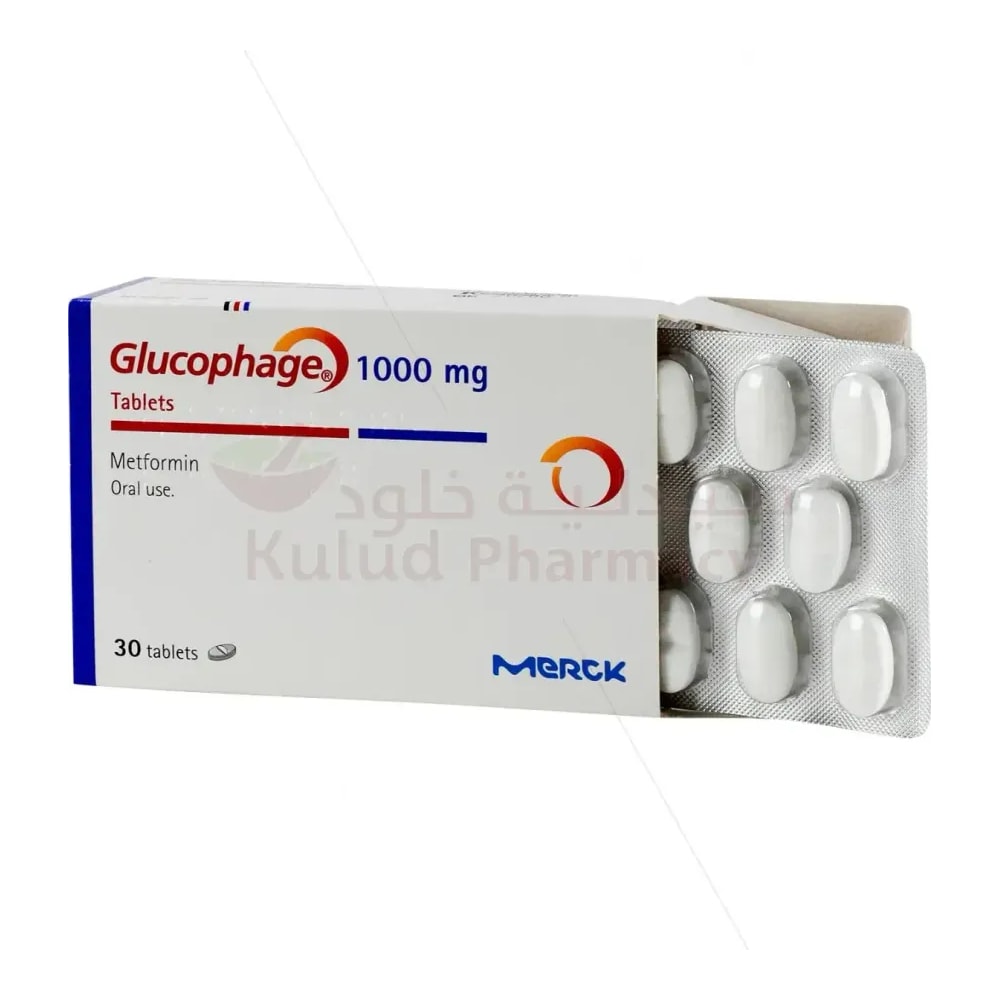 Glucophage® 1000 mg
Tablets
Metformin
Oral use.
صيدلية خلود
Kulud Pharmacy
30 tablets
MERCK